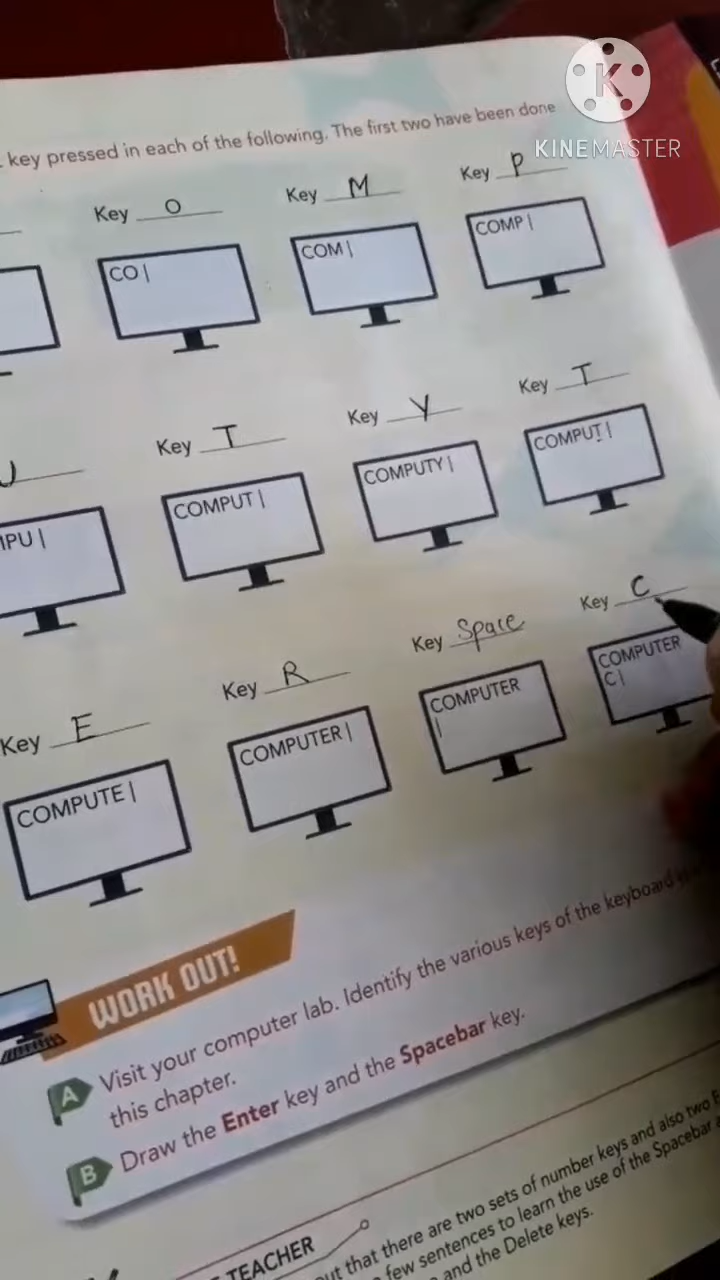 KINEMASTER
key pressed in each of the following. The first two have been done
Key O Key M Key P
CO| COM| COMP|
U Key T Key Y Key T
MPU| COMPUT| COMPUTY| COMPUT|
Key E Key R Key Space Key C
COMPUTE| COMPUTER| COMPUTER COMPUTER
| C|
WORK OUT!
A Visit your computer lab. Identify the various keys of the keyboard
this chapter.
B Draw the Enter key and the Spacebar key.
TEACHER
that there are two sets of number keys and also two
few sentences to learn the use of the Spacebar
and the Delete keys.